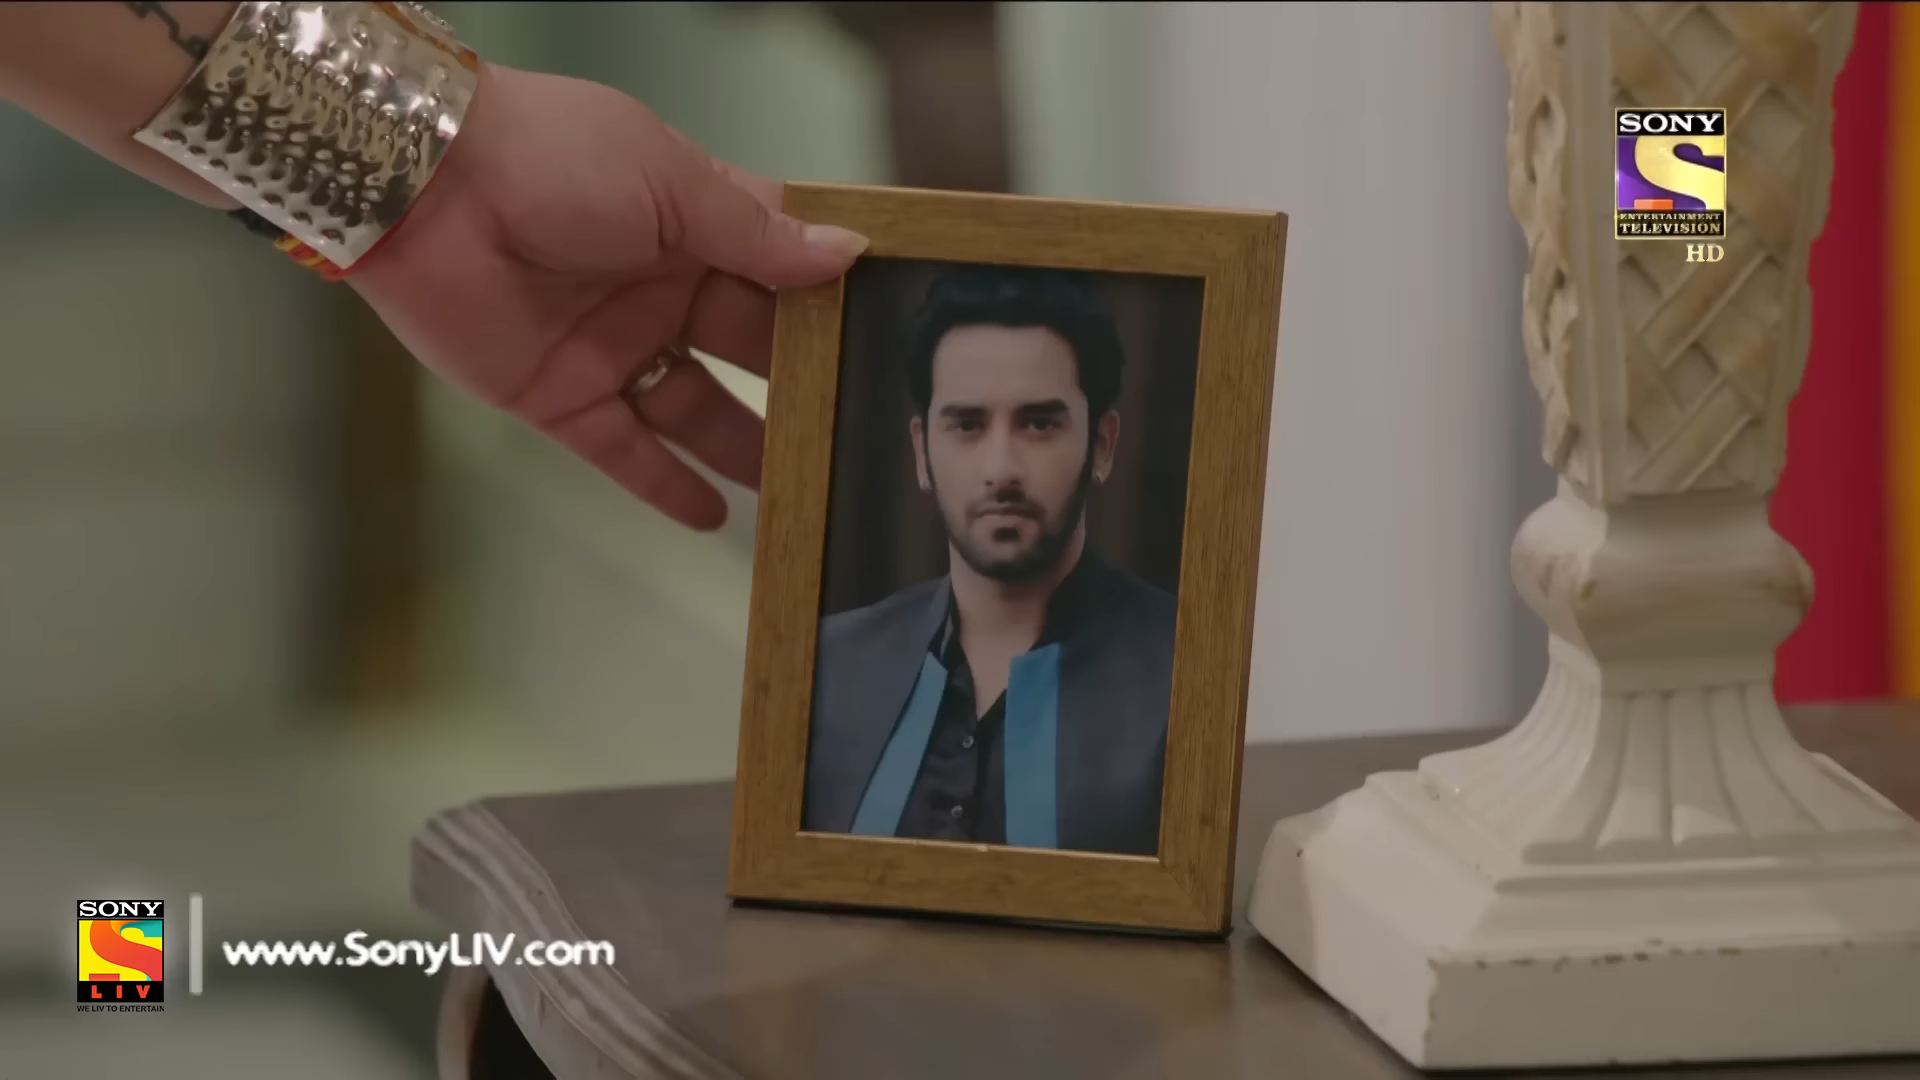 SONY
ENTERTAINMENT
TELEVISION
HD
SONY
LIV
WE LIV TO ENTERTAIN
www.SonyLIV.com